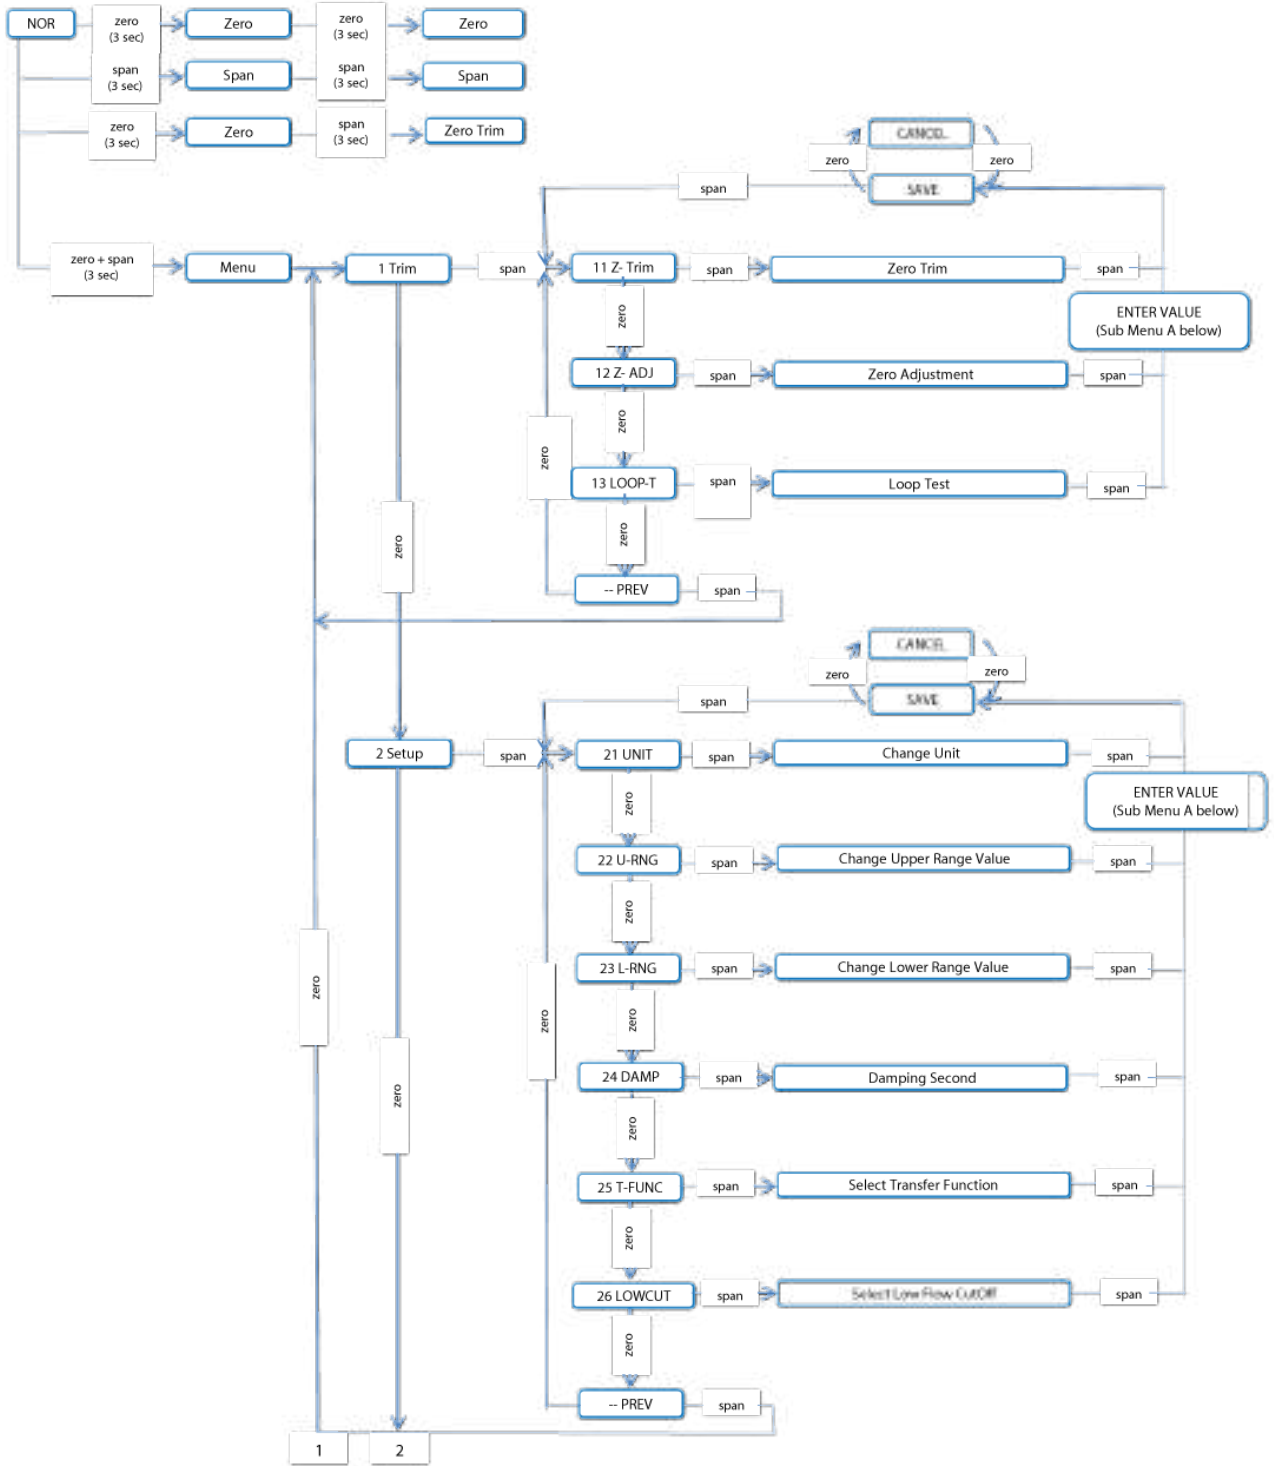 NOR
zero
(3 sec)
Zero
zero
(3 sec)
Zero
span
(3 sec)
Span
span
(3 sec)
Span
zero
(3 sec)
Zero
span
(3 sec)
Zero Trim
CANCEL
zero
zero
span
SAVE
zero + span
(3 sec)
Menu
1 Trim
span
11 Z- Trim
span
Zero Trim
span
ENTER VALUE
(Sub Menu A below)
zero
12 Z- ADJ
span
Zero Adjustment
span
zero
zero
13 LOOP-T
span
Loop Test
span
zero
zero
-- PREV
span
CANCEL
zero
zero
span
SAVE
2 Setup
span
21 UNIT
span
Change Unit
span
ENTER VALUE
(Sub Menu A below)
zero
22 U-RNG
span
Change Upper Range Value
span
zero
23 L-RNG
span
Change Lower Range Value
span
zero
zero
zero
24 DAMP
span
Damping Second
span
zero
zero
25 T-FUNC
span
Select Transfer Function
span
zero
26 LOWCUT
span
Select Low Flow CutOff
span
zero
-- PREV
span
1
2